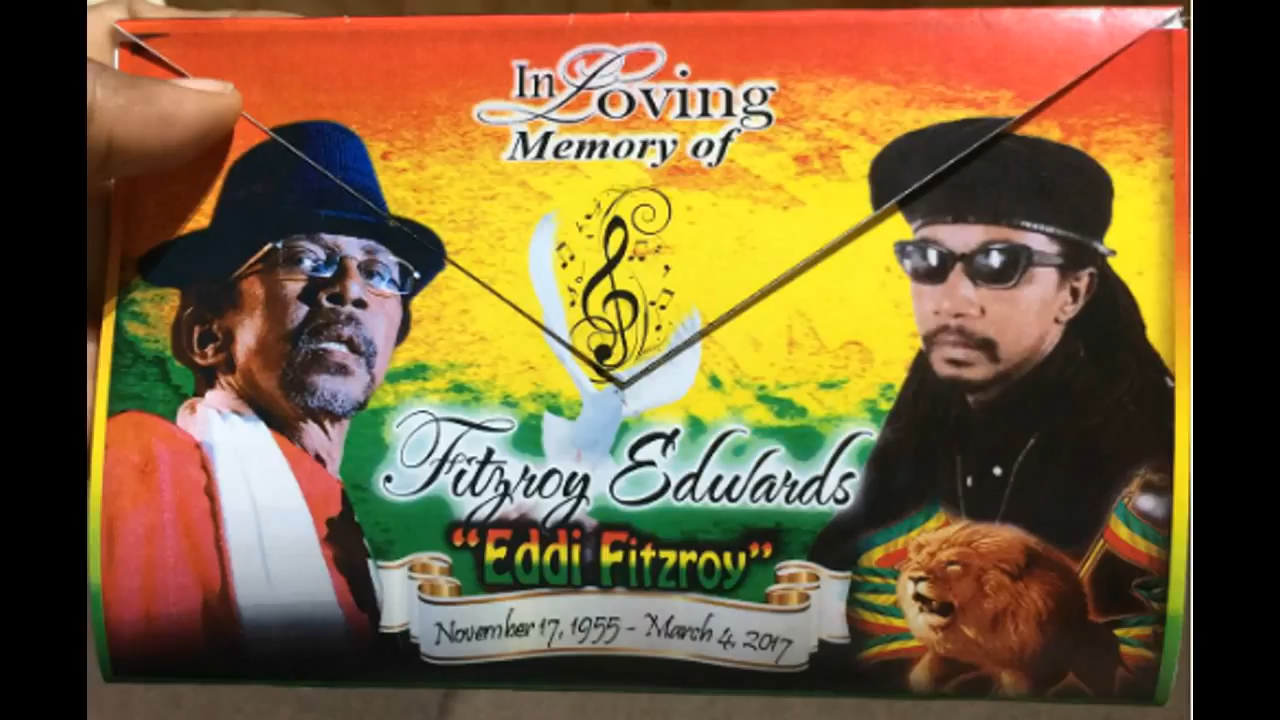 In Loving
Memory of
Fitzroy Edwards
"Eddi Fitzroy"
November 17, 1955 - March 4, 2017